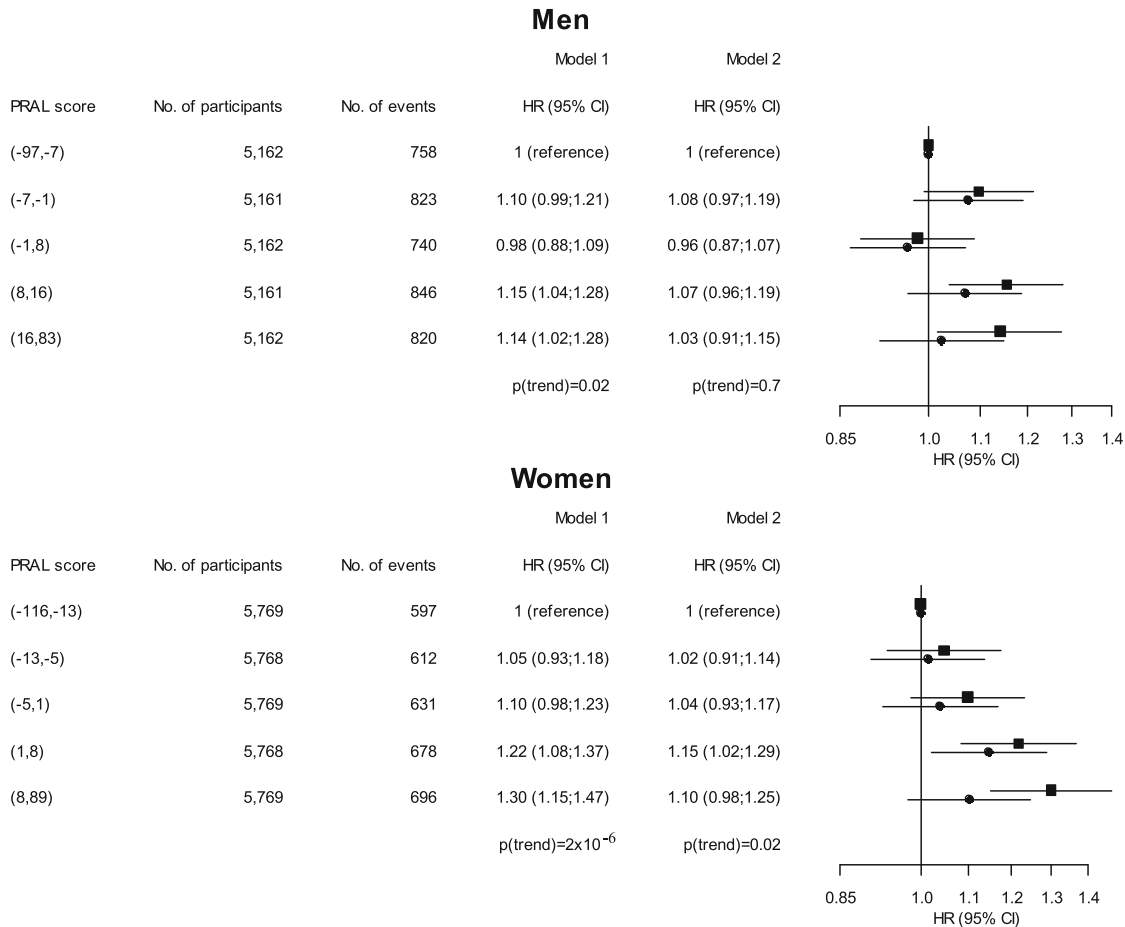 Men
Model 1 Model 2
PRAL score No. of participants No. of events HR (95% CI) HR (95% CI)
(-97,-7) 5,162 758 1 (reference) 1 (reference)
(-7,-1) 5,161 823 1.10 (0.99;1.21) 1.08 (0.97;1.19)
(-1,8) 5,162 740 0.98 (0.88;1.09) 0.96 (0.87;1.07)
(8,16) 5,161 846 1.15 (1.04;1.28) 1.07 (0.96;1.19)
(16,83) 5,162 820 1.14 (1.02;1.28) 1.03 (0.91;1.15)
p(trend)=0.02 p(trend)=0.7
0.85 1.0 1.1 1.2 1.3 1.4
HR (95% CI)
Women
Model 1 Model 2
PRAL score No. of participants No. of events HR (95% CI) HR (95% CI)
(-116,-13) 5,769 597 1 (reference) 1 (reference)
(-13,-5) 5,768 612 1.05 (0.93;1.18) 1.02 (0.91;1.14)
(-5,1) 5,769 631 1.10 (0.98;1.23) 1.04 (0.93;1.17)
(1,8) 5,768 678 1.22 (1.08;1.37) 1.15 (1.02;1.29)
(8,89) 5,769 696 1.30 (1.15;1.47) 1.10 (0.98;1.25)
p(trend)=2x10⁻⁶ p(trend)=0.02
0.85 1.0 1.1 1.2 1.3 1.4
HR (95% CI)